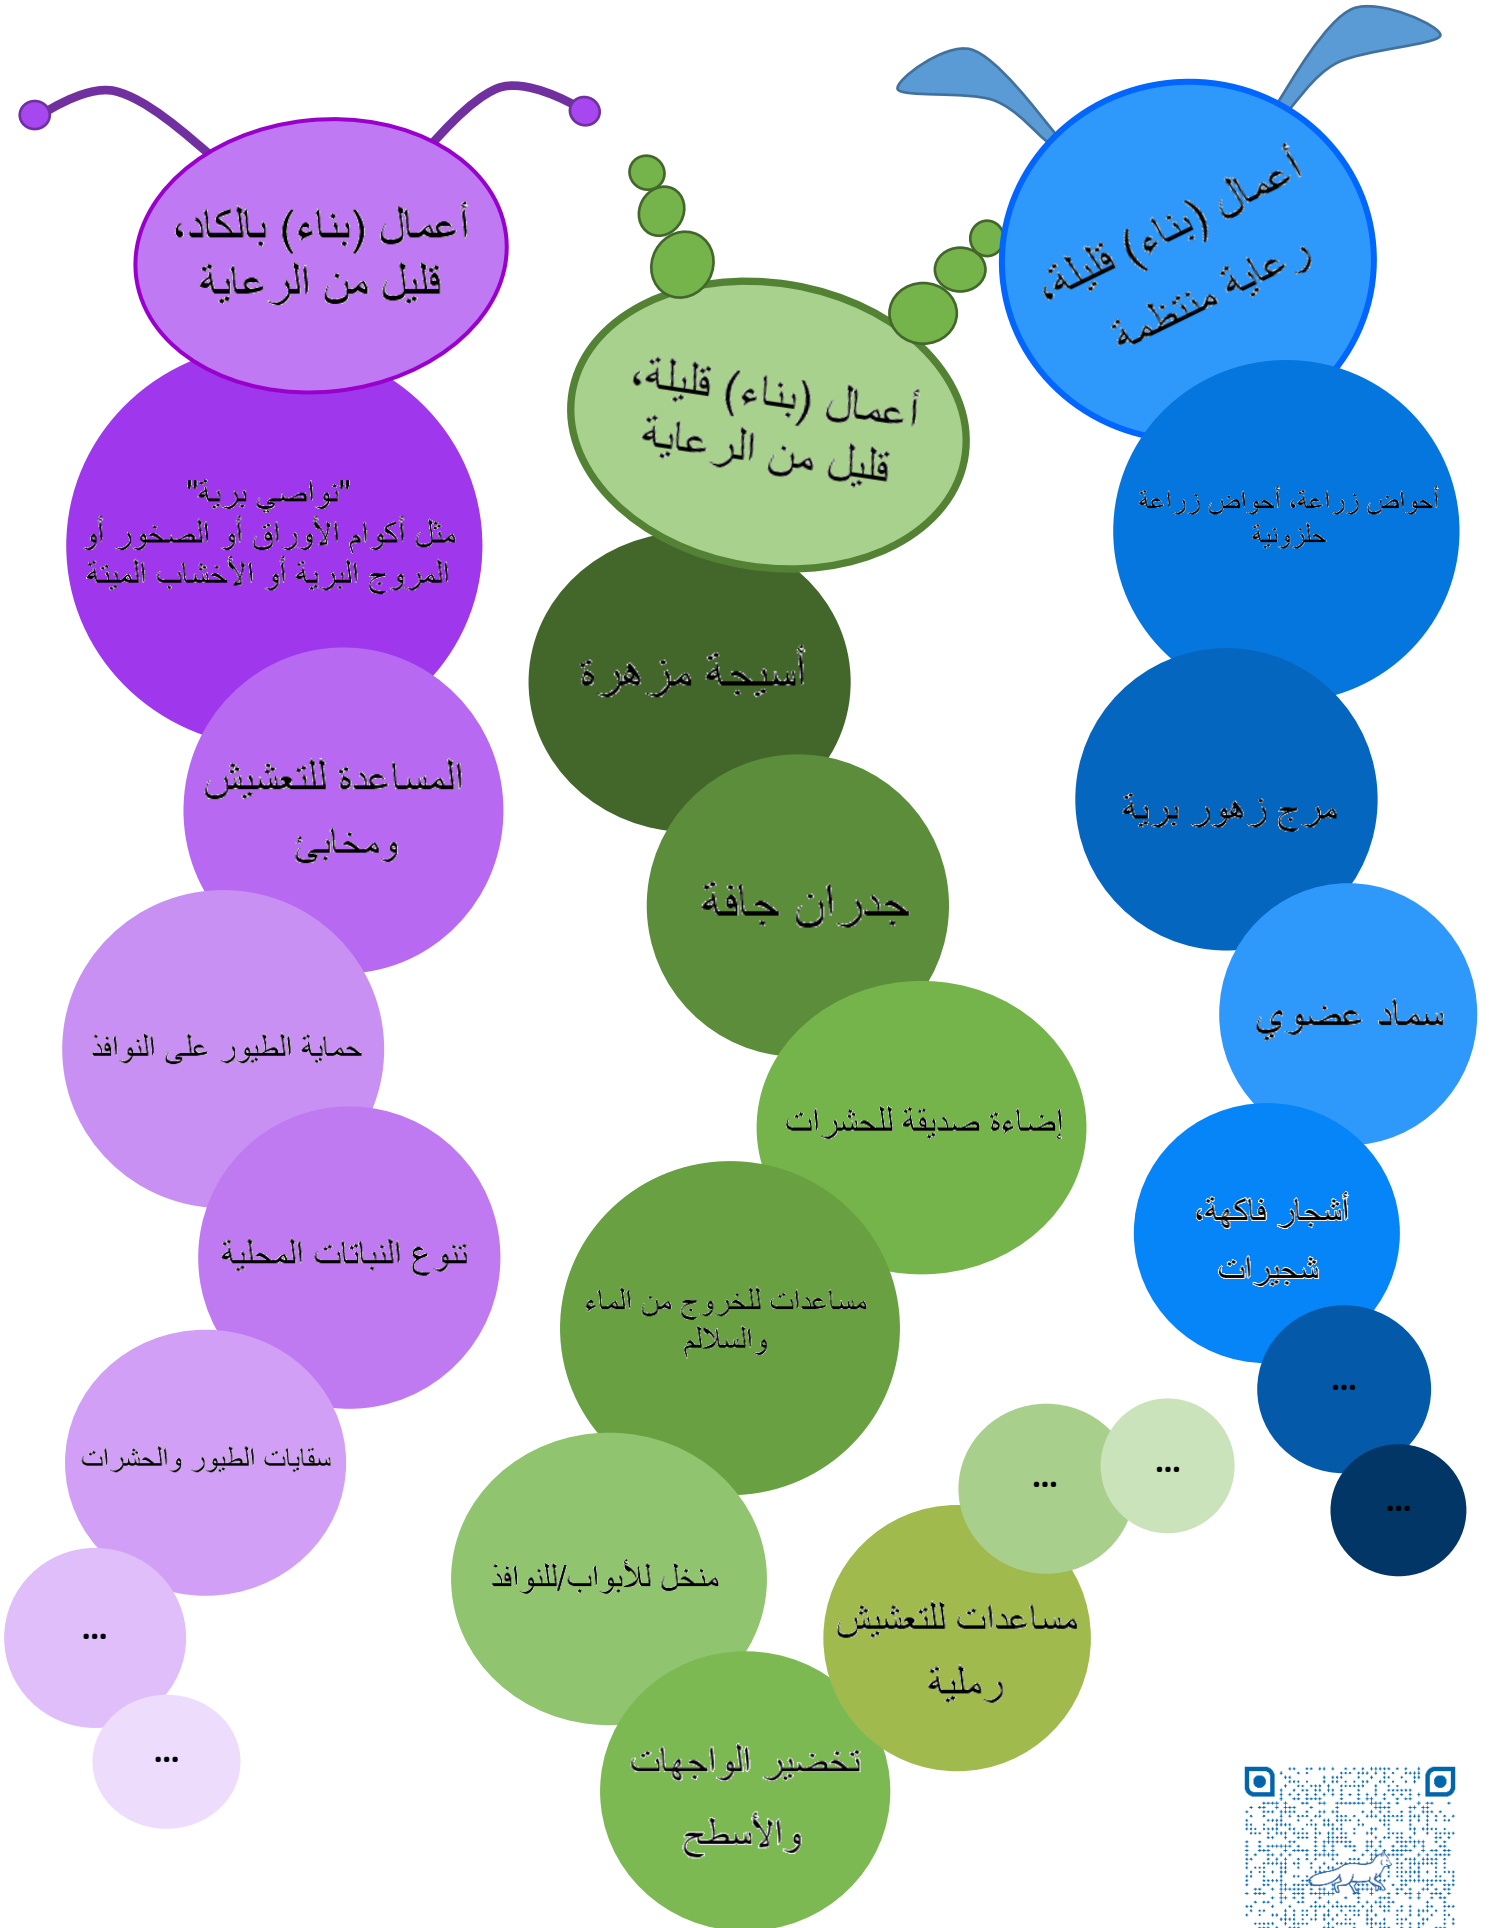 أعمال (بناء) قليلة،
رعاية منتظمة
أحواض زراعة، أحواض زراعة
حلزونية
مرج زهور برية
سماد عضوي
أشجار فاكهة،
شجيرات
...
...
أعمال (بناء) قليلة،
قليل من الرعاية
أسيجة مزهرة
جدران جافة
إضاءة صديقة للحشرات
مساعدات للخروج من الماء
والسلالم
منخل للأبواب/للنوافذ
تخضير الواجهات
والأسطح
مساعدات للتعشيش
رملية
...
...
أعمال (بناء) بالكاد،
قليل من الرعاية
"نواصي برية"
مثل أكوام الأوراق أو الصخور أو
المروج البرية أو الأخشاب الميتة
المساعدة للتعشيش
ومخابئ
حماية الطيور على النوافذ
تنوع النباتات المحلية
سقايات الطيور والحشرات
...
...